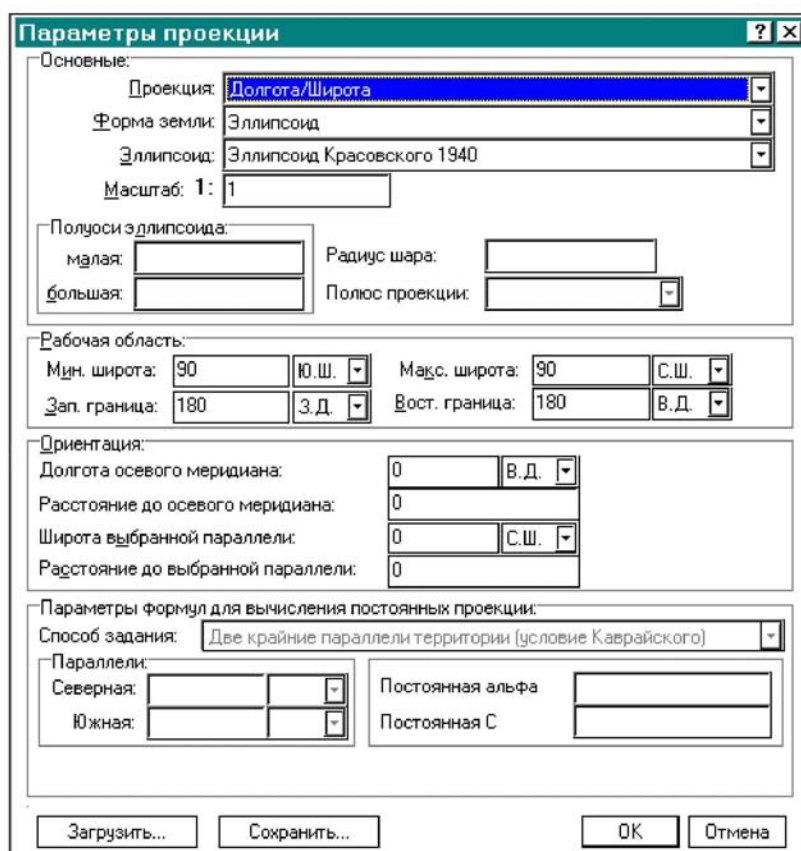 Параметры проекции
Основные:
Проекция: Долгота/Широта
Форма земли: Эллипсоид
Эллипсоид: Эллипсоид Красовского 1940
Масштаб: 1: 1
Полуоси эллипсоида:
малая: Радиус шара:
большая: Полюс проекции:
Рабочая область:
Мин. широта: 90 Ю.Ш. Макс. широта: 90 С.Ш.
Зап. граница: 180 З.Д. Вост. граница: 180 В.Д.
Ориентация:
Долгота осевого меридиана: 0 В.Д.
Расстояние до осевого меридиана: 0
Широта выбранной параллели: 0 С.Ш.
Расстояние до выбранной параллели: 0
Параметры формул для вычисления постоянных проекции:
Способ задания: Две крайние параллели территории (условие Каврайского)
Параллели:
Северная: Постоянная альфа
Южная: Постоянная С
Загрузить... Сохранить... OK Отмена